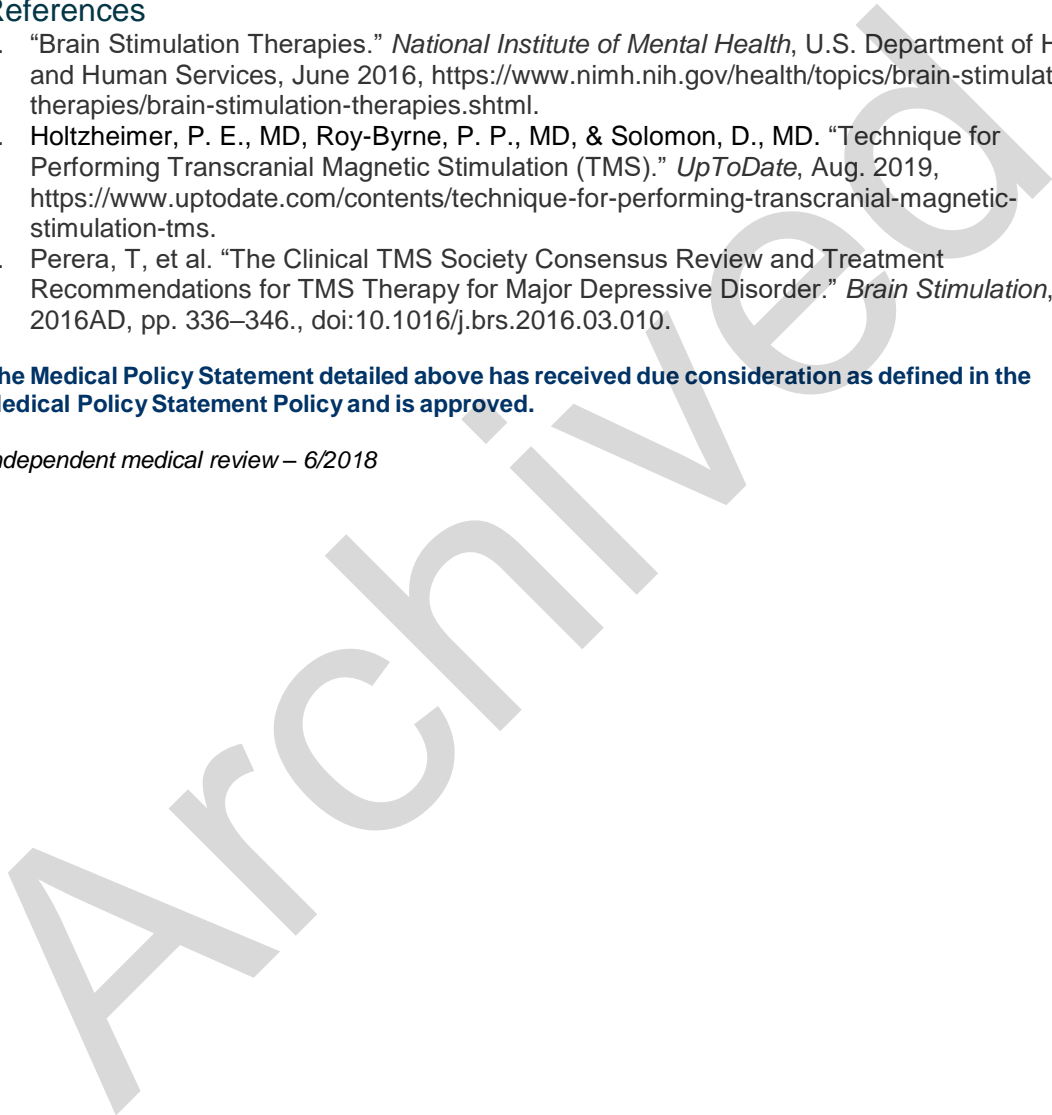 References
. “Brain Stimulation Therapies.” National Institute of Mental Health, U.S. Department of H
and Human Services, June 2016, https://www.nimh.nih.gov/health/topics/brain-stimulat
therapies/brain-stimulation-therapies.shtml.
. Holtzheimer, P. E., MD, Roy-Byrne, P. P., MD, & Solomon, D., MD. “Technique for
Performing Transcranial Magnetic Stimulation (TMS).” UpToDate, Aug. 2019,
https://www.uptodate.com/contents/technique-for-performing-transcranial-magnetic-
stimulation-tms.
. Perera, T, et al. “The Clinical TMS Society Consensus Review and Treatment
Recommendations for TMS Therapy for Major Depressive Disorder.” Brain Stimulation,
2016AD, pp. 336–346., doi:10.1016/j.brs.2016.03.010.
he Medical Policy Statement detailed above has received due consideration as defined in the
Medical Policy Statement Policy and is approved.
ndependent medical review – 6/2018
Archived